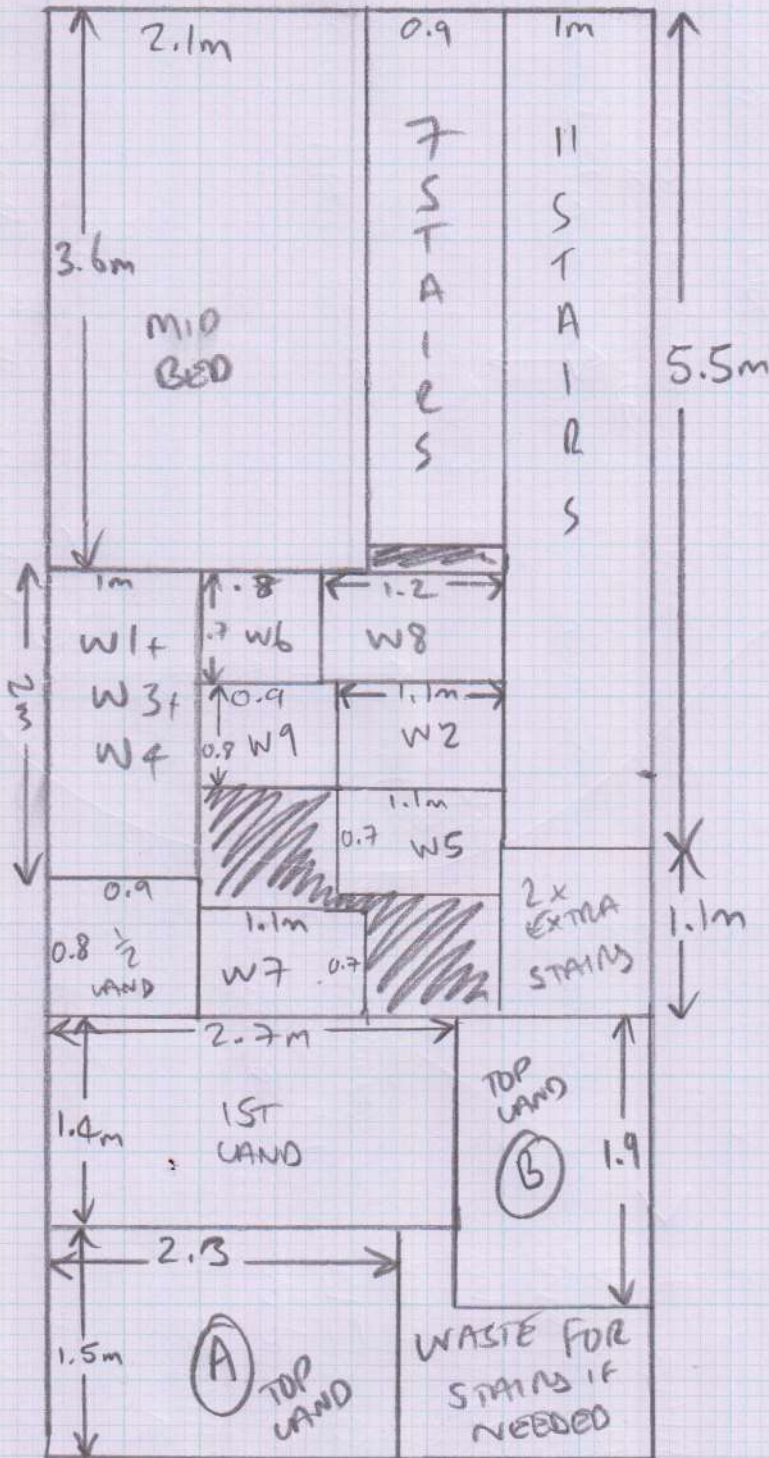 2.1m
0.9
1m
7
S
T
A
I
R
S
11
S
T
A
I
R
S
3.6m
MID
BED
5.5m
1m
.8
1.2
W1+
W3+
W4
.7 W6
W8
2m
0.9
1.1m
0.8 W9
W2
1.1m
0.7 W5
0.9
0.8 1/2
LAND
1.1m
W7 0.7
2x
EXTRA
STAIRS
1.1m
2.7m
1.4m
1ST
LAND
TOP
LAND
B
1.9
2.3
1.5m
A TOP
LAND
WASTE FOR
STAIRS IF
NEEDED